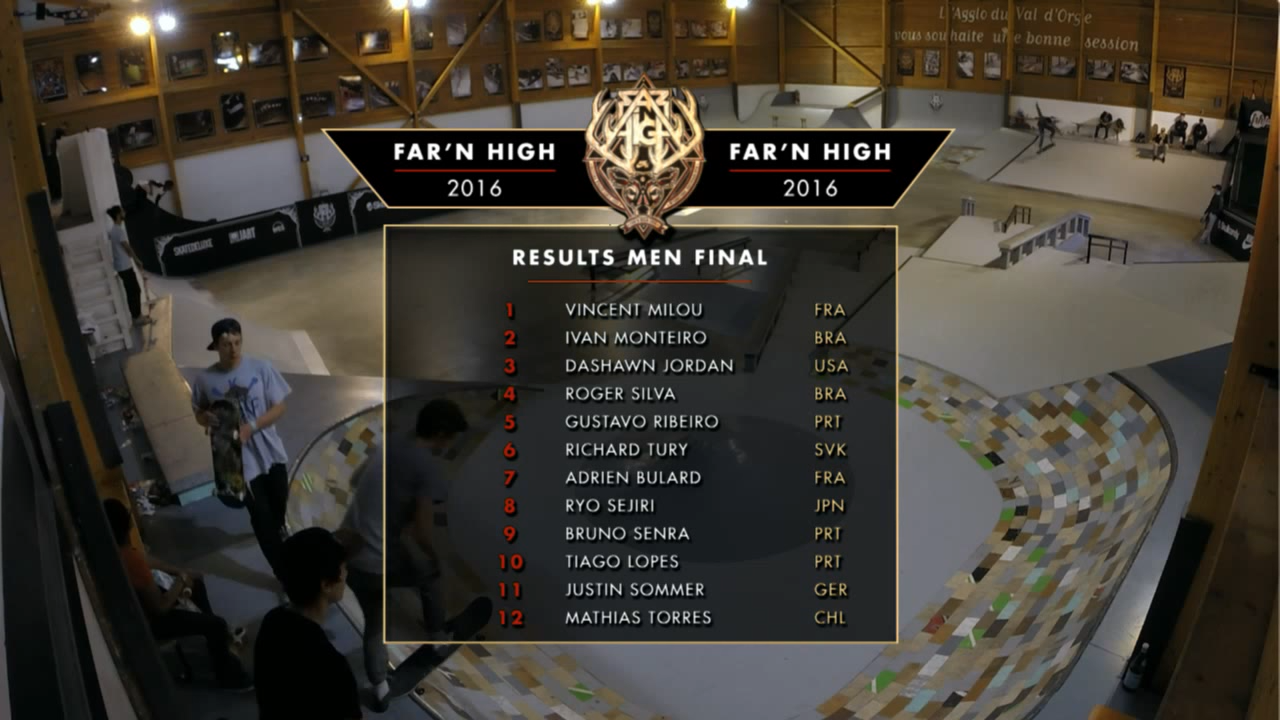 L'Agglo du Val d'Orge
vous souhaite une bonne session
FAR'N HIGH
2016
FAR'N HIGH
2016
SKATEDELUXE
JART
RESULTS MEN FINAL
1 VINCENT MILOU FRA
2 IVAN MONTEIRO BRA
3 DASHAWN JORDAN USA
4 ROGER SILVA BRA
5 GUSTAVO RIBEIRO PRT
6 RICHARD TURY SVK
7 ADRIEN BULARD FRA
8 RYO SEJIRI JPN
9 BRUNO SENRA PRT
10 TIAGO LOPES PRT
11 JUSTIN SOMMER GER
12 MATHIAS TORRES CHL